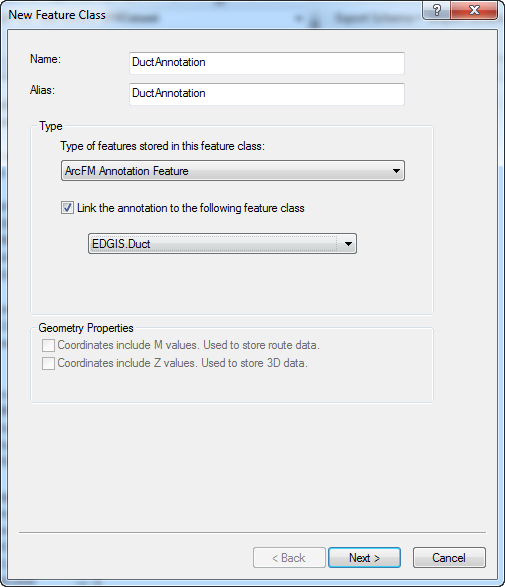 New Feature Class
Name:
DuctAnnotation
Alias:
DuctAnnotation
Type
Type of features stored in this feature class:
ArcFM Annotation Feature
Link the annotation to the following feature class
EDGIS.Duct
Geometry Properties
Coordinates include M values. Used to store route data.
Coordinates include Z values. Used to store 3D data.
< Back
Next >
Cancel